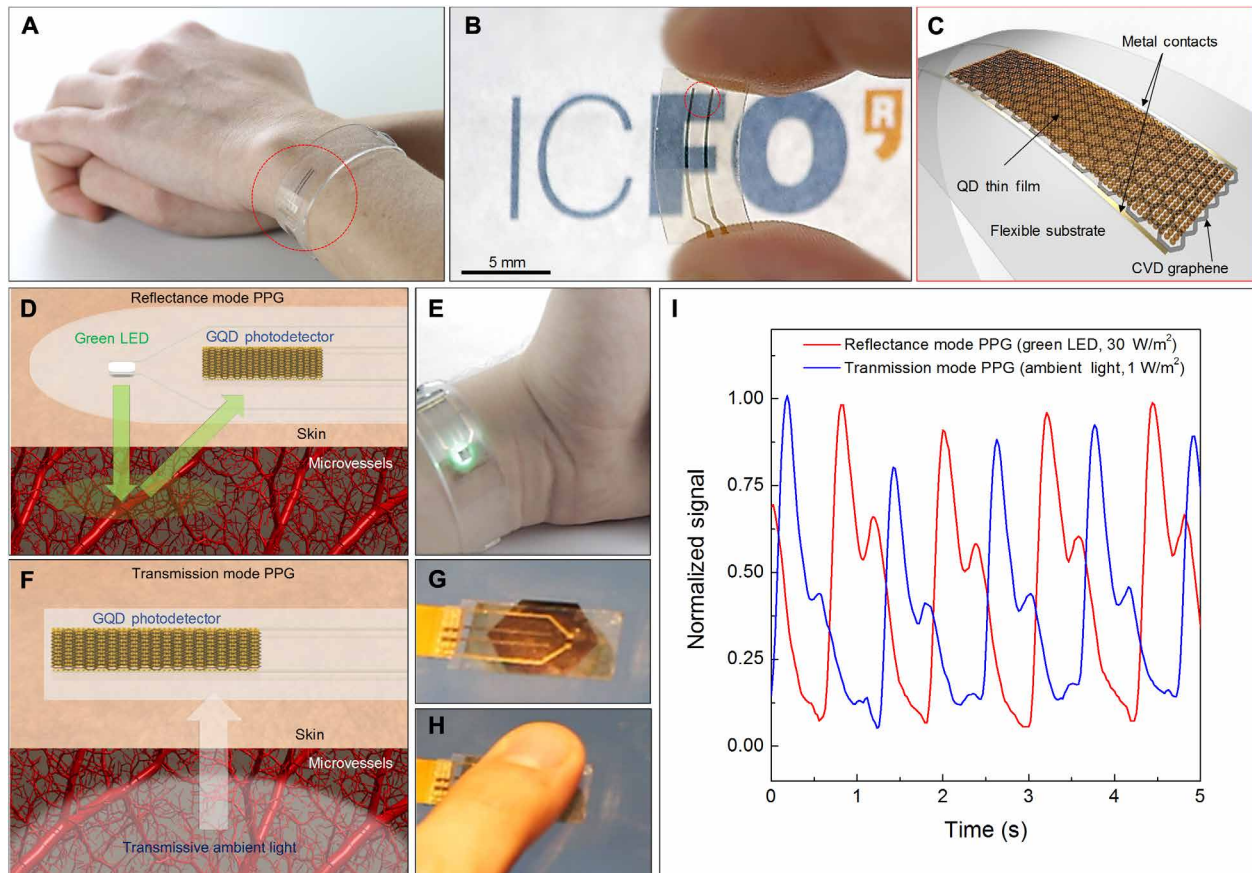 A
B
ICFO R
5 mm
C
Metal contacts
QD thin film
Flexible substrate
CVD graphene
D
Reflectance mode PPG
Green LED
GQD photodetector
Skin
Microvessels
E
F
Transmission mode PPG
GQD photodetector
Skin
Microvessels
Transmissive ambient light
G
H
I
Reflectance mode PPG (green LED, 30 W/m²)
Tranmission mode PPG (ambient light, 1 W/m²)
Normalized signal
1.00
0.75
0.50
0.25
0.00
0 1 2 3 4 5
Time (s)